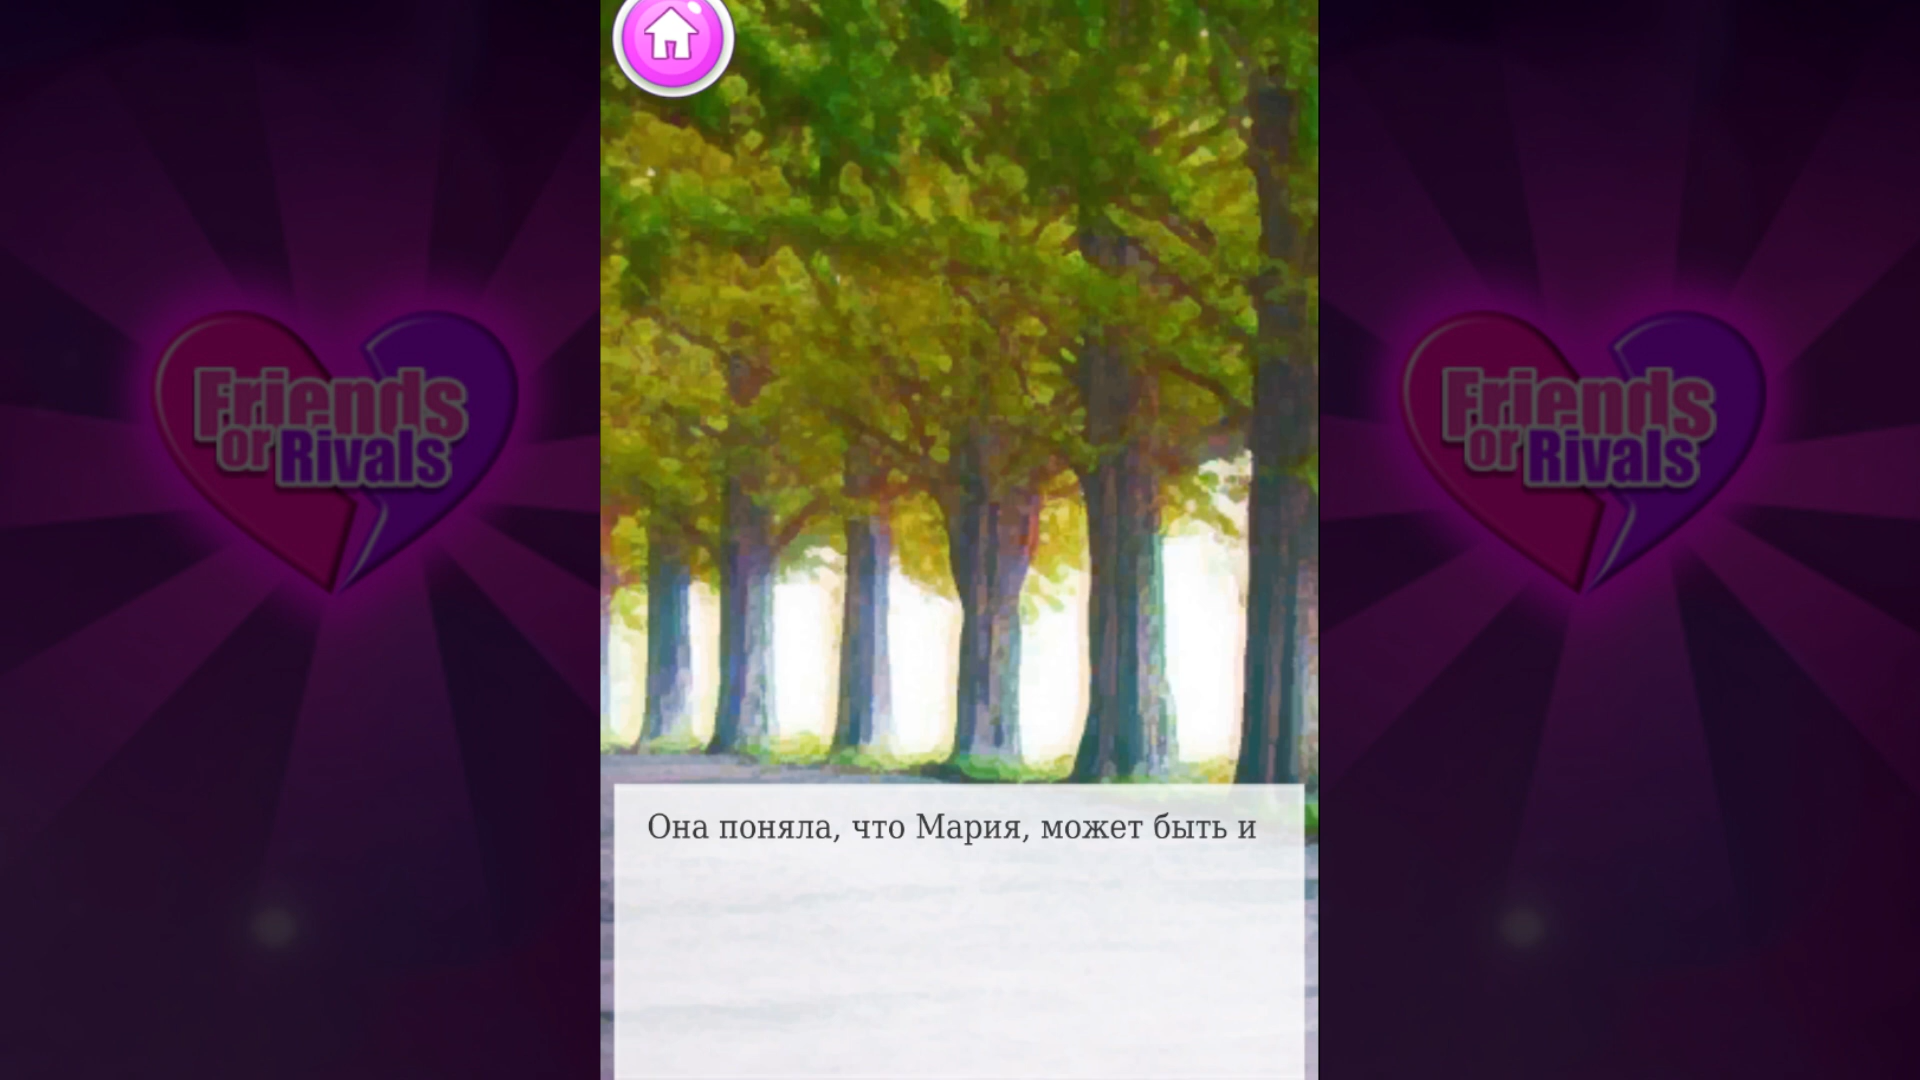 Friends
or Rivals
Она поняла, что Мария, может быть и
Friends
or Rivals